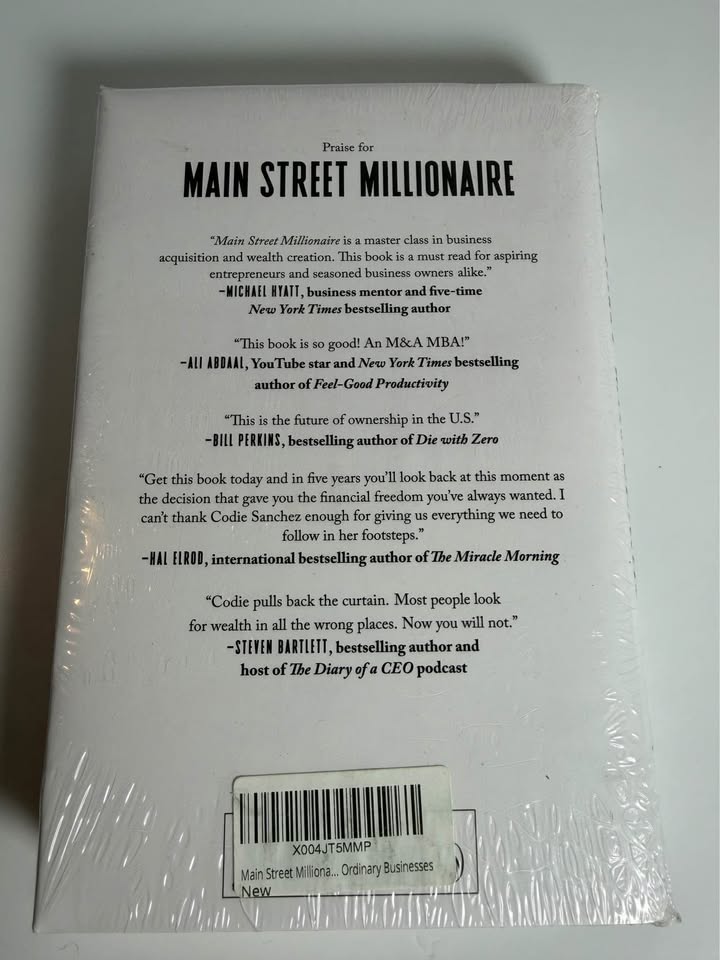 Praise for
MAIN STREET MILLIONAIRE
“Main Street Millionaire is a master class in business
acquisition and wealth creation. This book is a must read for aspiring
entrepreneurs and seasoned business owners alike.”
–MICHAEL HYATT, business mentor and five-time
New York Times bestselling author
“This book is so good! An M&A MBA!”
–ALI ABDAAL, YouTube star and New York Times bestselling
author of Feel-Good Productivity
“This is the future of ownership in the U.S.”
–BILL PERKINS, bestselling author of Die with Zero
“Get this book today and in five years you’ll look back at this moment as
the decision that gave you the financial freedom you’ve always wanted. I
can’t thank Codie Sanchez enough for giving us everything we need to
follow in her footsteps.”
–HAL ELROD, international bestselling author of The Miracle Morning
“Codie pulls back the curtain. Most people look
for wealth in all the wrong places. Now you will not.”
–STEVEN BARTLETT, bestselling author and
host of The Diary of a CEO podcast
X004JT5MMP
Main Street Milliona... Ordinary Businesses
New